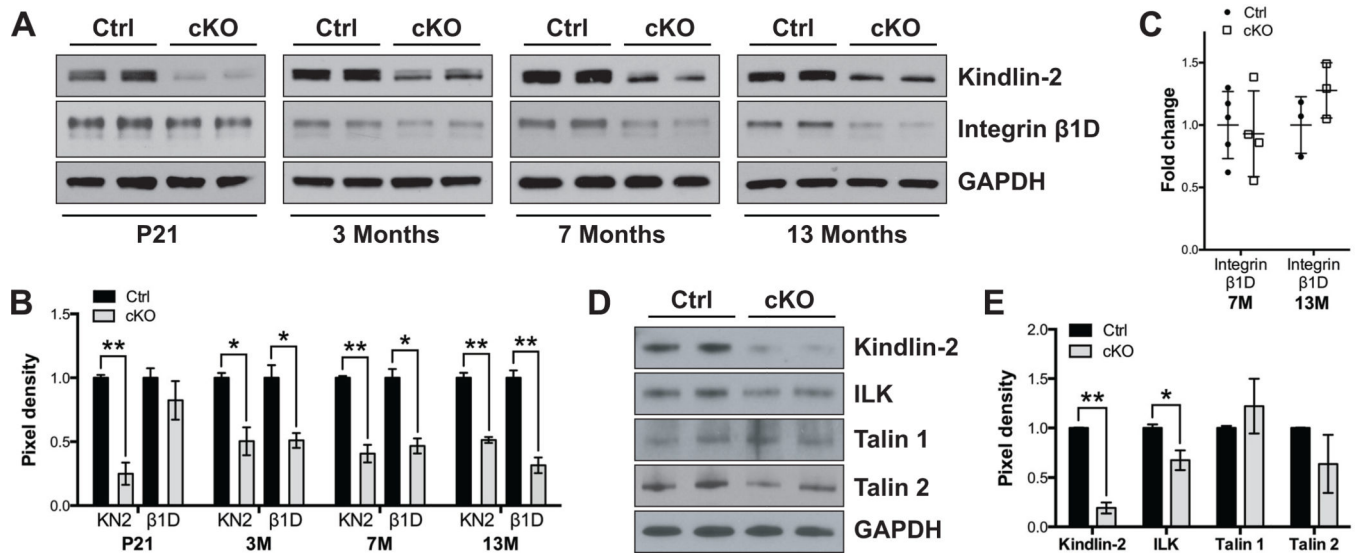 A
Ctrl cKO Ctrl cKO Ctrl cKO Ctrl cKO
Kindlin-2
Integrin β1D
GAPDH
P21 3 Months 7 Months 13 Months
C
Ctrl
cKO
Fold change
1.5
1.0
0.5
0.0
Integrin Integrin
β1D β1D
7M 13M
B
Ctrl
cKO
Pixel density
1.5
1.0
0.5
0.0
** * * ** * ** **
KN2 β1D KN2 β1D KN2 β1D KN2 β1D
P21 3M 7M 13M
D
Ctrl cKO
Kindlin-2
ILK
Talin 1
Talin 2
GAPDH
E
Ctrl
cKO
Pixel density
2.0
1.5
1.0
0.5
0.0
** *
Kindlin-2 ILK Talin 1 Talin 2